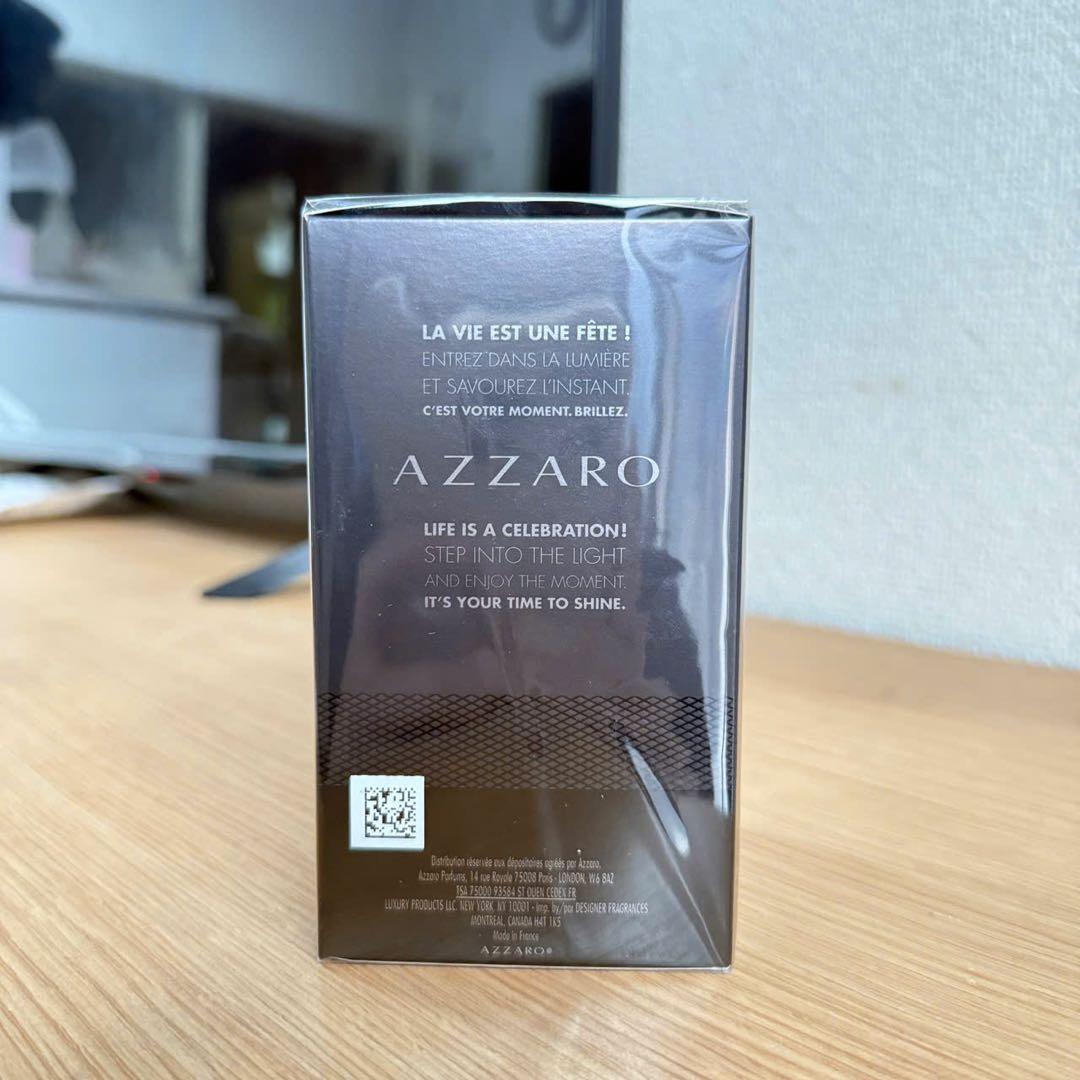 LA VIE EST UNE FÊTE !
ENTREZ DANS LA LUMIÈRE
ET SAVOUREZ L'INSTANT.
C'EST VOTRE MOMENT. BRILLEZ.
AZZARO
LIFE IS A CELEBRATION!
STEP INTO THE LIGHT
AND ENJOY THE MOMENT.
IT'S YOUR TIME TO SHINE.
Distribution réservée aux dépositaires agréés par Azzaro.
Azzaro Parfums, 14 rue Royale 75008 Paris - LONDON, W6 8AZ
TSA 75000 93584 ST OUEN CEDEX FR
LUXURY PRODUCTS LLC. NEW YORK, NY 10001 - Imp. by/par DESIGNER FRAGRANCES
MONTREAL, CANADA H4T 1K5
Made in France
AZZARO®